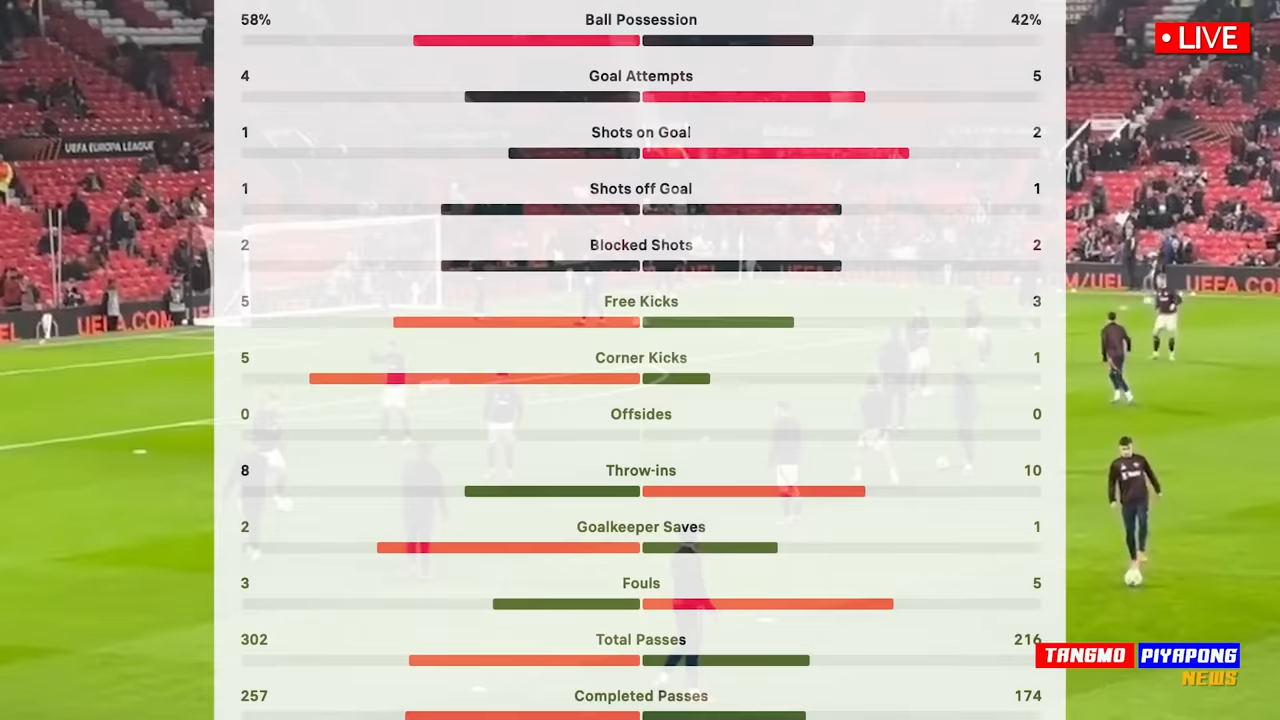 58% Ball Possession 42%
• LIVE
4 Goal Attempts 5
1 Shots on Goal 2
UEFA EUROPA LEAGUE
1 Shots off Goal 1
2 Blocked Shots 2
M/UEL UEFA.COM
5 Free Kicks 3
UEFA.COM
5 Corner Kicks 1
0 Offsides 0
8 Throw-ins 10
2 Goalkeeper Saves 1
3 Fouls 5
302 Total Passes 216
TANGMO PIYAPONG
NEWS
257 Completed Passes 174